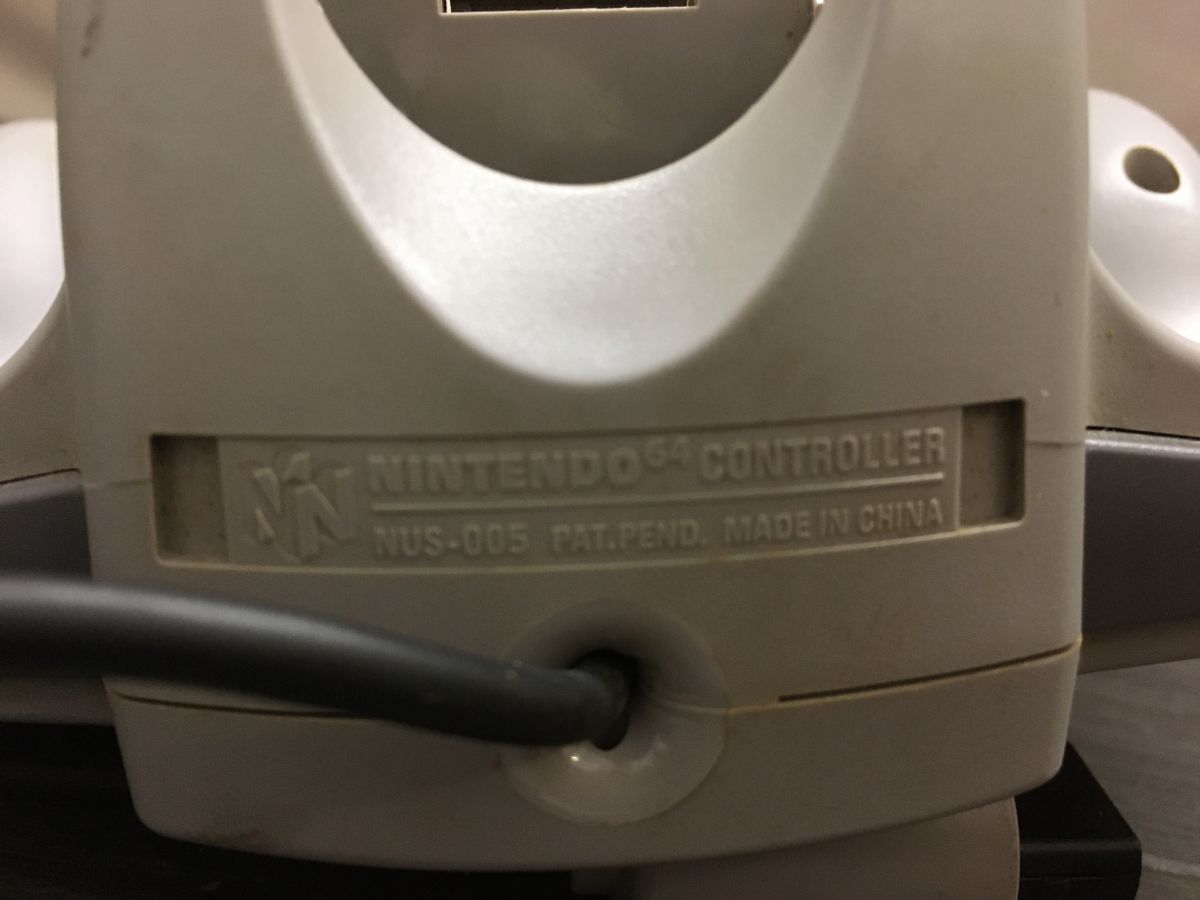 NINTENDO64 CONTROLLER
NUS-005 PAT.PEND. MADE IN CHINA